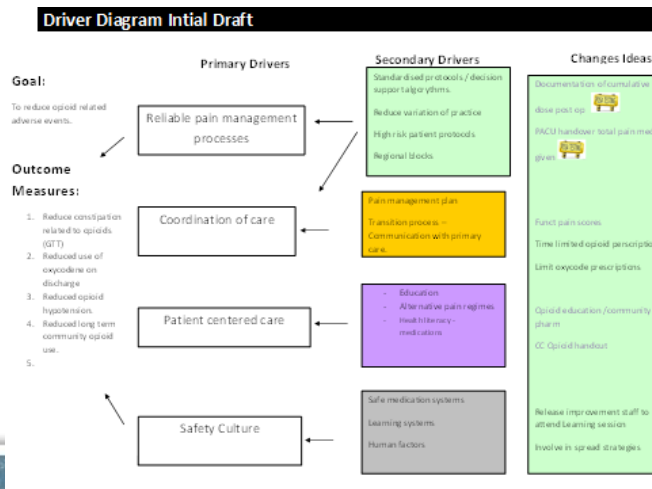 Driver Diagram Intial Draft
Goal:
To reduce opioid related
adverse events.
Outcome
Measures:
1. Reduce constipation
related to opioids
(GTT)
2. Reduced use of
oxycodene on
discharge
3. Reduced opioid
hypotension.
4. Reduced long term
community opioid
use.
5.
Primary Drivers
Reliable pain management
processes
Coordination of care
Patient centered care
Safety Culture
Secondary Drivers
Standardised protocols / decision
support algorythms.
Reduce variation of practice
High risk patient protocols
Regional blocks
Pain management plan
Transition process –
Communication with primary
care.
- Education
- Alternative pain regimes
- Health literacy -
medications
Safe medication systems
Learning systems
Human factors
Changes Ideas
Documentation of cumulative
dose post op
PACU handover total pain med
given
Funct pain scores
Time limited opioid perscriptio
Limit oxycode prescriptions
Opioid education /community
pharm
CC Opioid handout
Release improvement staff to
attend Learning session
Involve in spread strategies